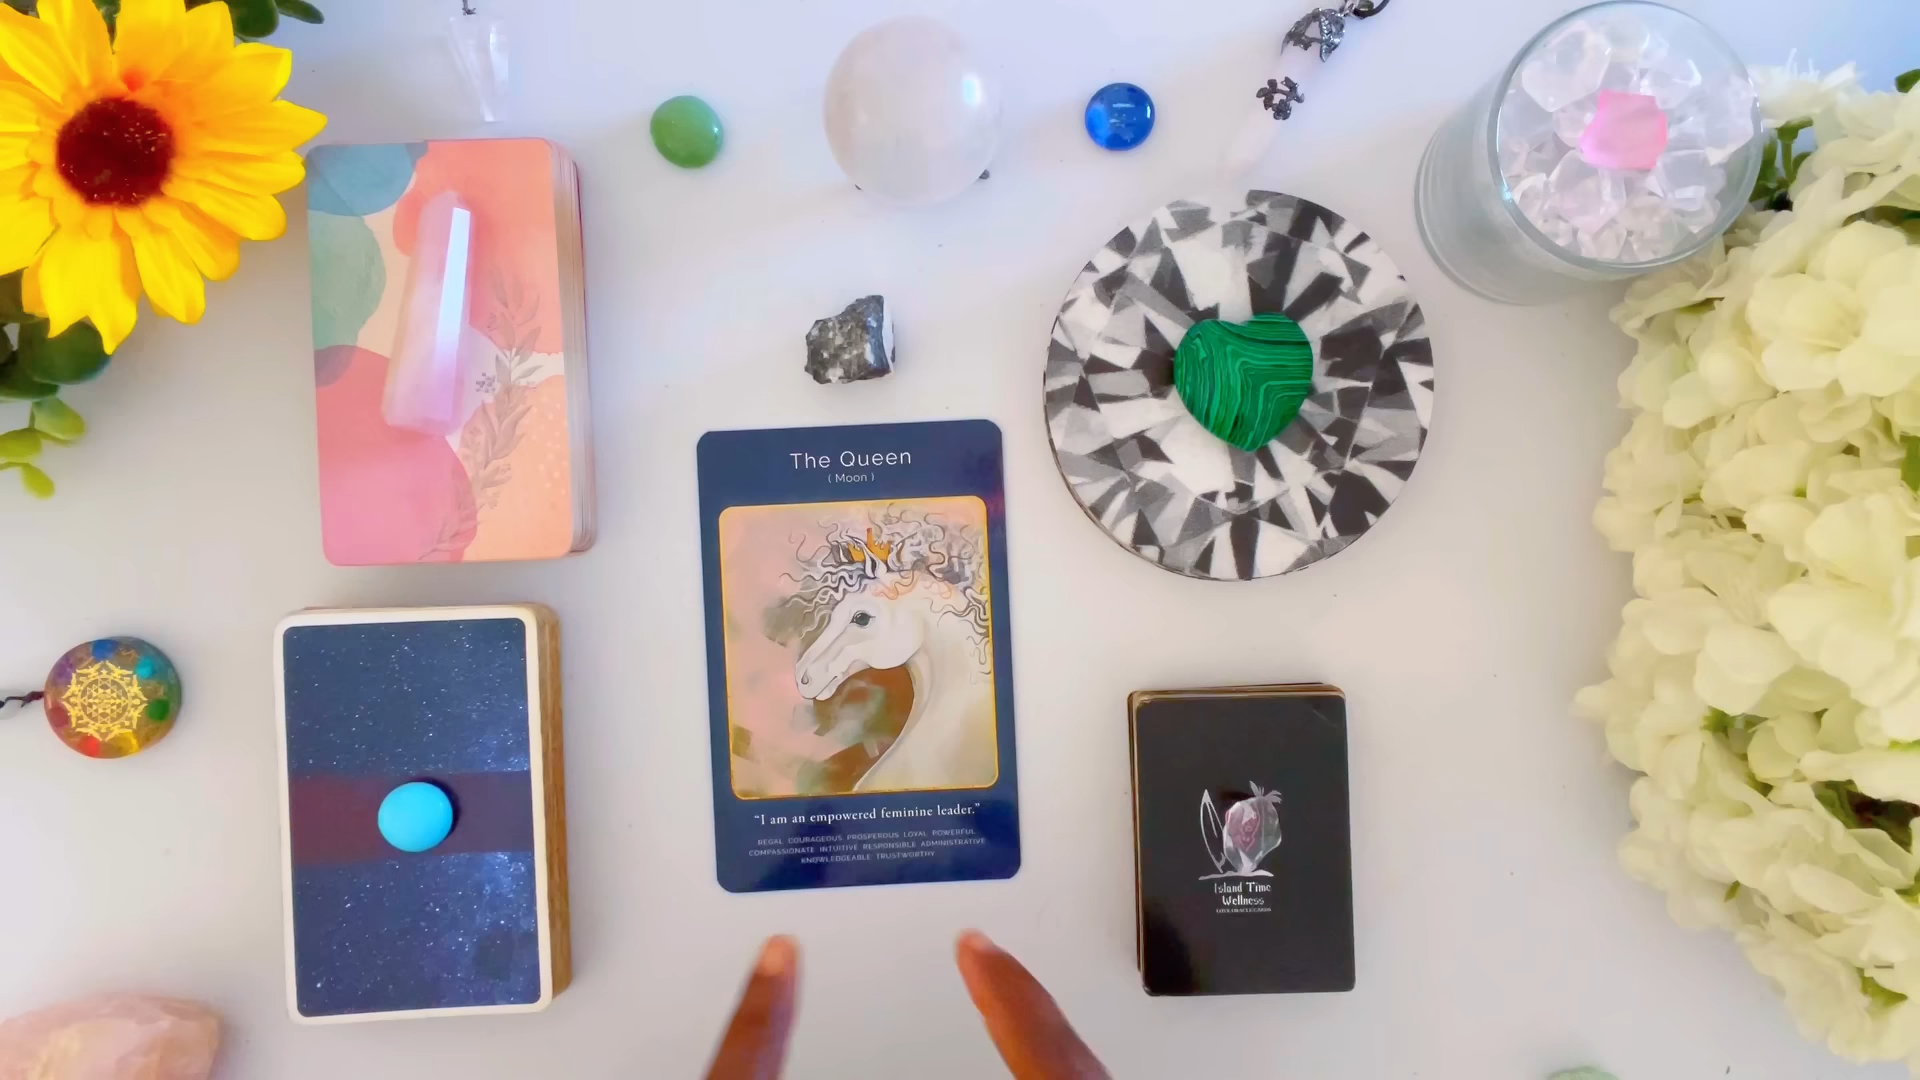 The Queen
( Moon )
“I am an empowered feminine leader.”
REGAL COURAGEOUS PROSPEROUS LOYAL POWERFUL
COMPASSIONATE INTUITIVE RESPONSIBLE ADMINISTRATIVE
KNOWLEDGEABLE TRUSTWORTHY
Island Time
Wellness